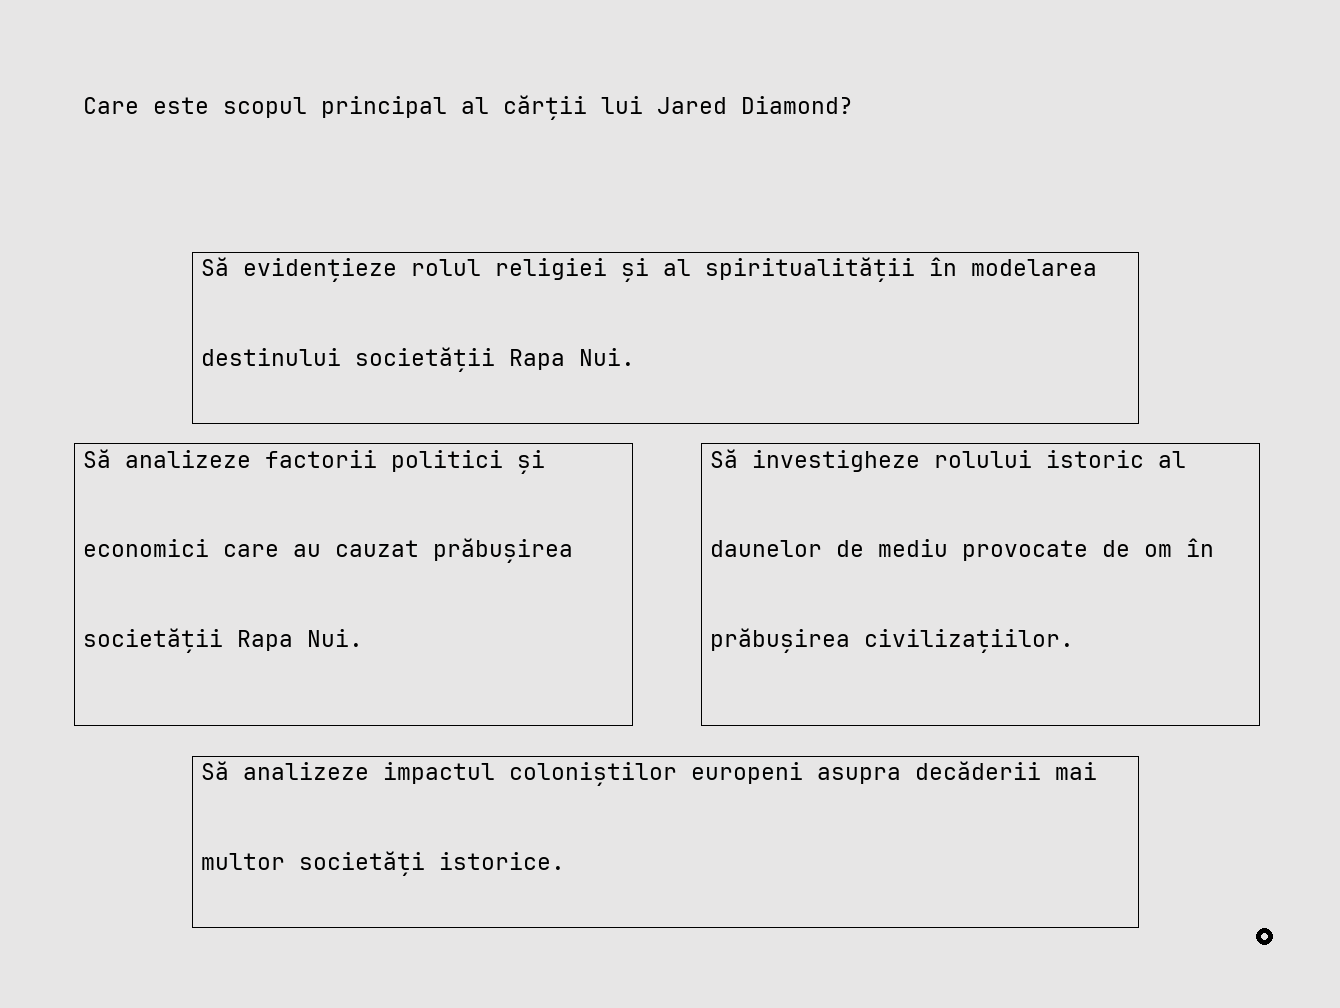 Care este scopul principal al cărții lui Jared Diamond?
Să evidențieze rolul religiei și al spiritualității în modelarea
destinului societății Rapa Nui.
Să analizeze factorii politici și
economici care au cauzat prăbușirea
societății Rapa Nui.
Să investigheze rolului istoric al
daunelor de mediu provocate de om în
prăbușirea civilizațiilor.
Să analizeze impactul coloniștilor europeni asupra decăderii mai
multor societăți istorice.